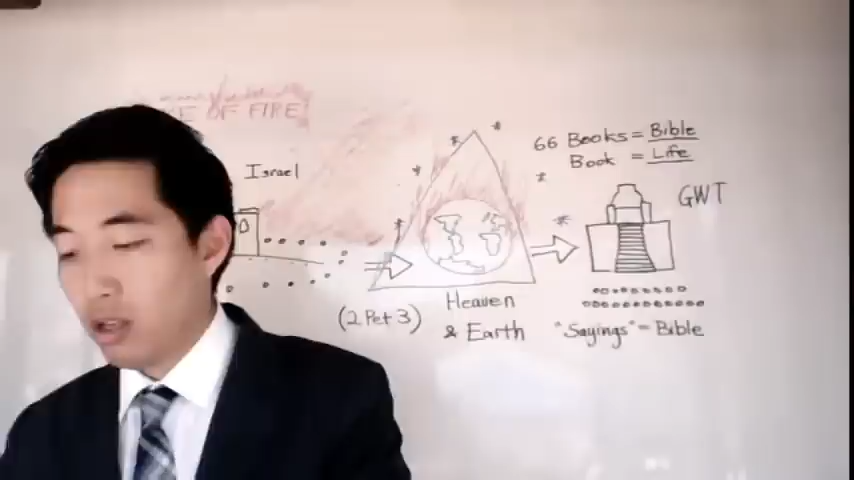 OF FIRE!
Israel
66 Books = Bible
Book = Life
GWT
(2 Pet 3)
Heaven
& Earth
"Sayings" = Bible